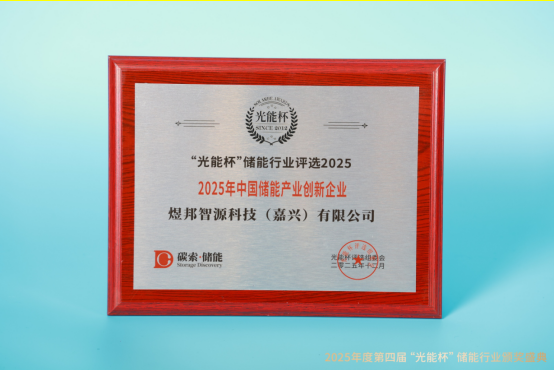 光能杯
SINCE 2012
“光能杯”储能行业评选2025
2025年中国储能产业创新企业
煜邦智源科技（嘉兴）有限公司
碳索·储能
Storage Discovery
光能杯评选组委会
二零二五年十二月
2025年度第四届“光能杯”储能行业